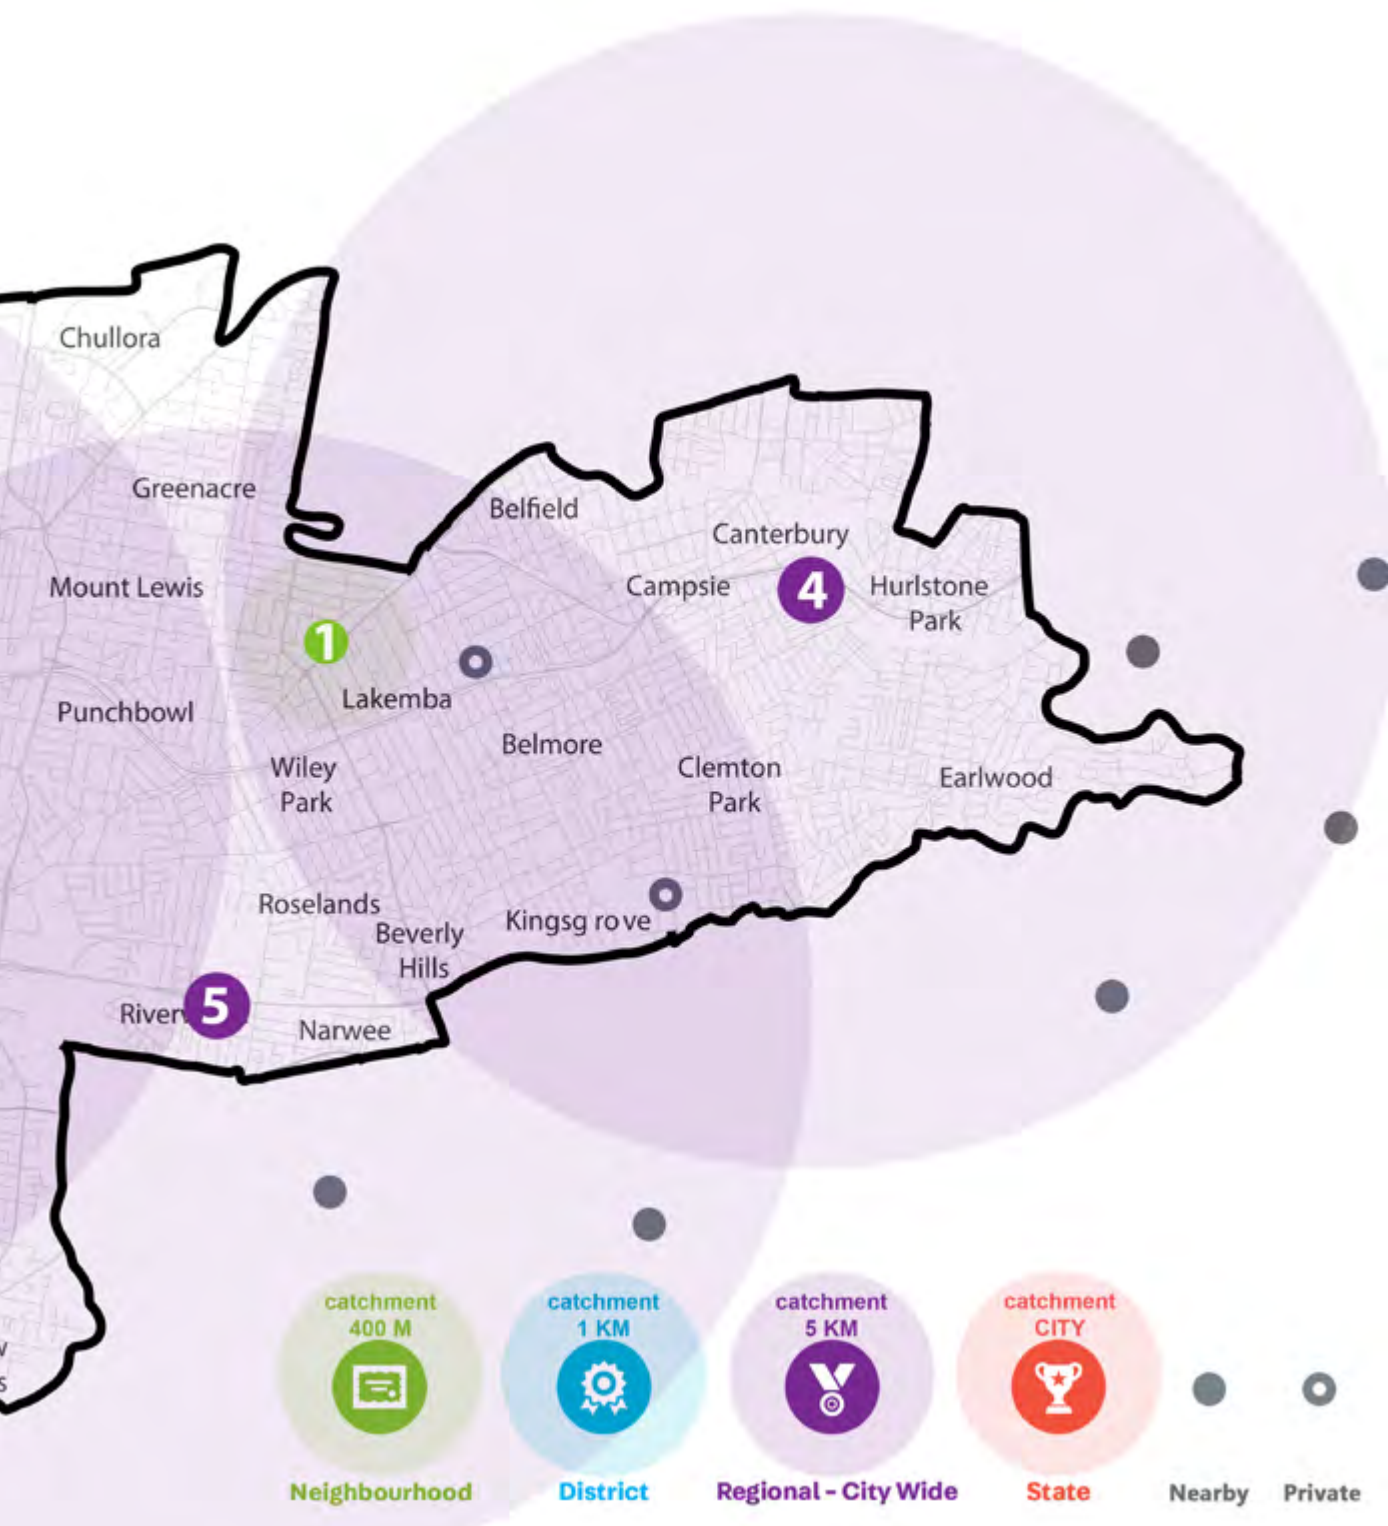 Chullora
Greenacre
Belfield
Canterbury
Mount Lewis
Campsie
4
Hurlstone
Park
1
Lakemba
Punchbowl
Belmore
Wiley
Park
Clemton
Park
Earlwood
Roselands
Beverly
Hills
Kingsg rove
5
Narwee
catchment
400 M
catchment
1 KM
catchment
5 KM
catchment
CITY
Neighbourhood
District
Regional - City Wide
State
Nearby
Private